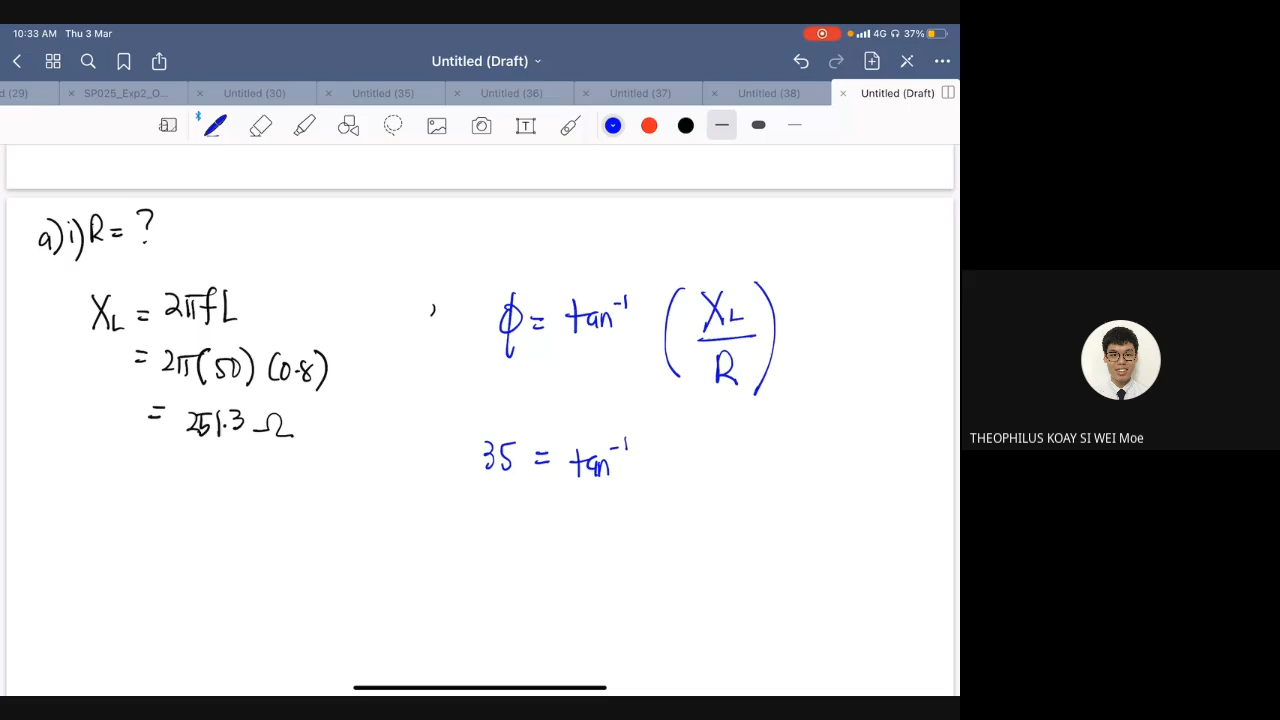 10:33 AM Thu 3 Mar
4G 37%
Untitled (Draft)
d (29)
SP025_Exp2_O...
Untitled (30)
Untitled (35)
Untitled (36)
Untitled (37)
Untitled (38)
Untitled (Draft)
T
a) i) R = ?
X_L = 2πfL
= 2π(50)(0.8)
= 251.3 Ω
,
ϕ = tan⁻¹ (X_L / R)
35 = tan⁻¹
THEOPHILUS KOAY SI WEI Moe